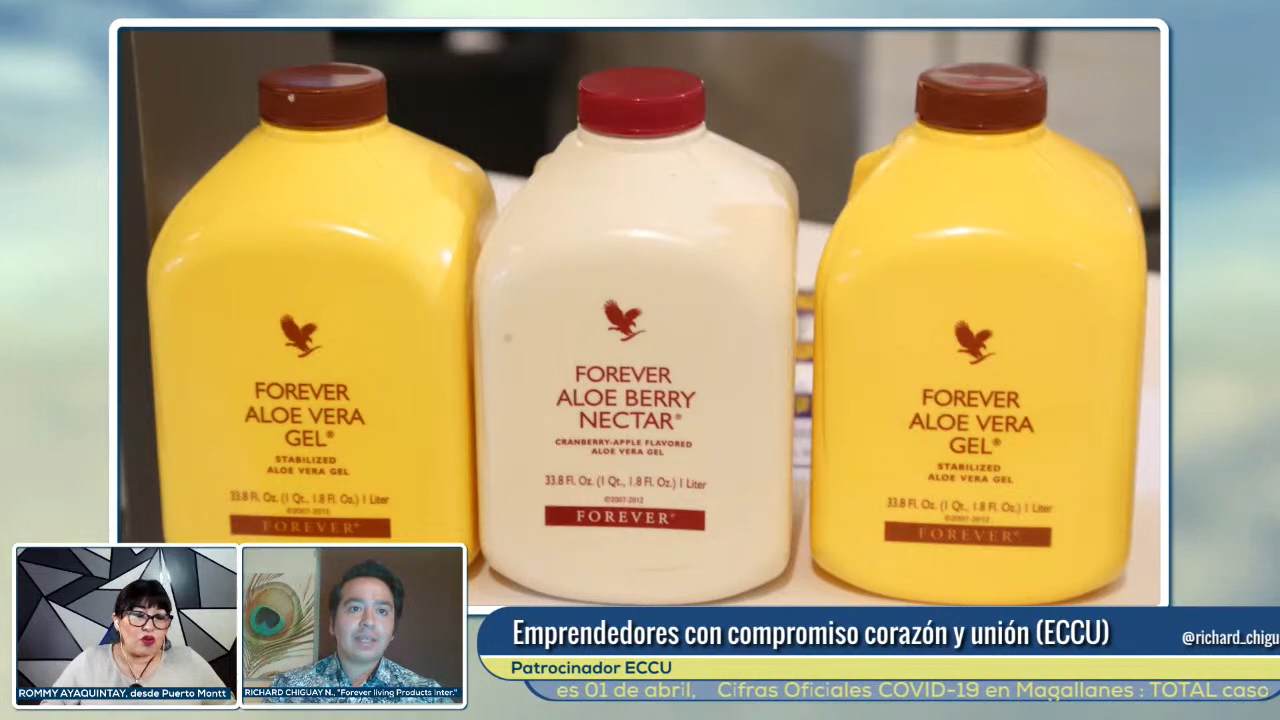 FOREVER
ALOE VERA
GEL®
STABILIZED
ALOE VERA GEL
33.8 Fl. Oz. (1 Qt., 1.8 Fl. Oz.) 1 Liter
FOREVER®
FOREVER
ALOE BERRY
NECTAR®
CRANBERRY-APPLE FLAVORED
ALOE VERA GEL
33.8 Fl. Oz. (1 Qt., 1.8 Fl. Oz.) 1 Liter
©2007-2012
FOREVER®
FOREVER
ALOE VERA
GEL®
STABILIZED
ALOE VERA GEL
33.8 Fl. Oz. (1 Qt., 1.8 Fl. Oz.) 1 Liter
©2007-2012
FOREVER®
ROMMY AYAQUINTAY, desde Puerto Montt
RICHARD CHIGUAY N., "Forever living Products Inter."
Emprendedores con compromiso corazón y unión (ECCU)
@richard_chigu
Patrocinador ECCU
es 01 de abril, Cifras Oficiales COVID-19 en Magallanes : TOTAL caso